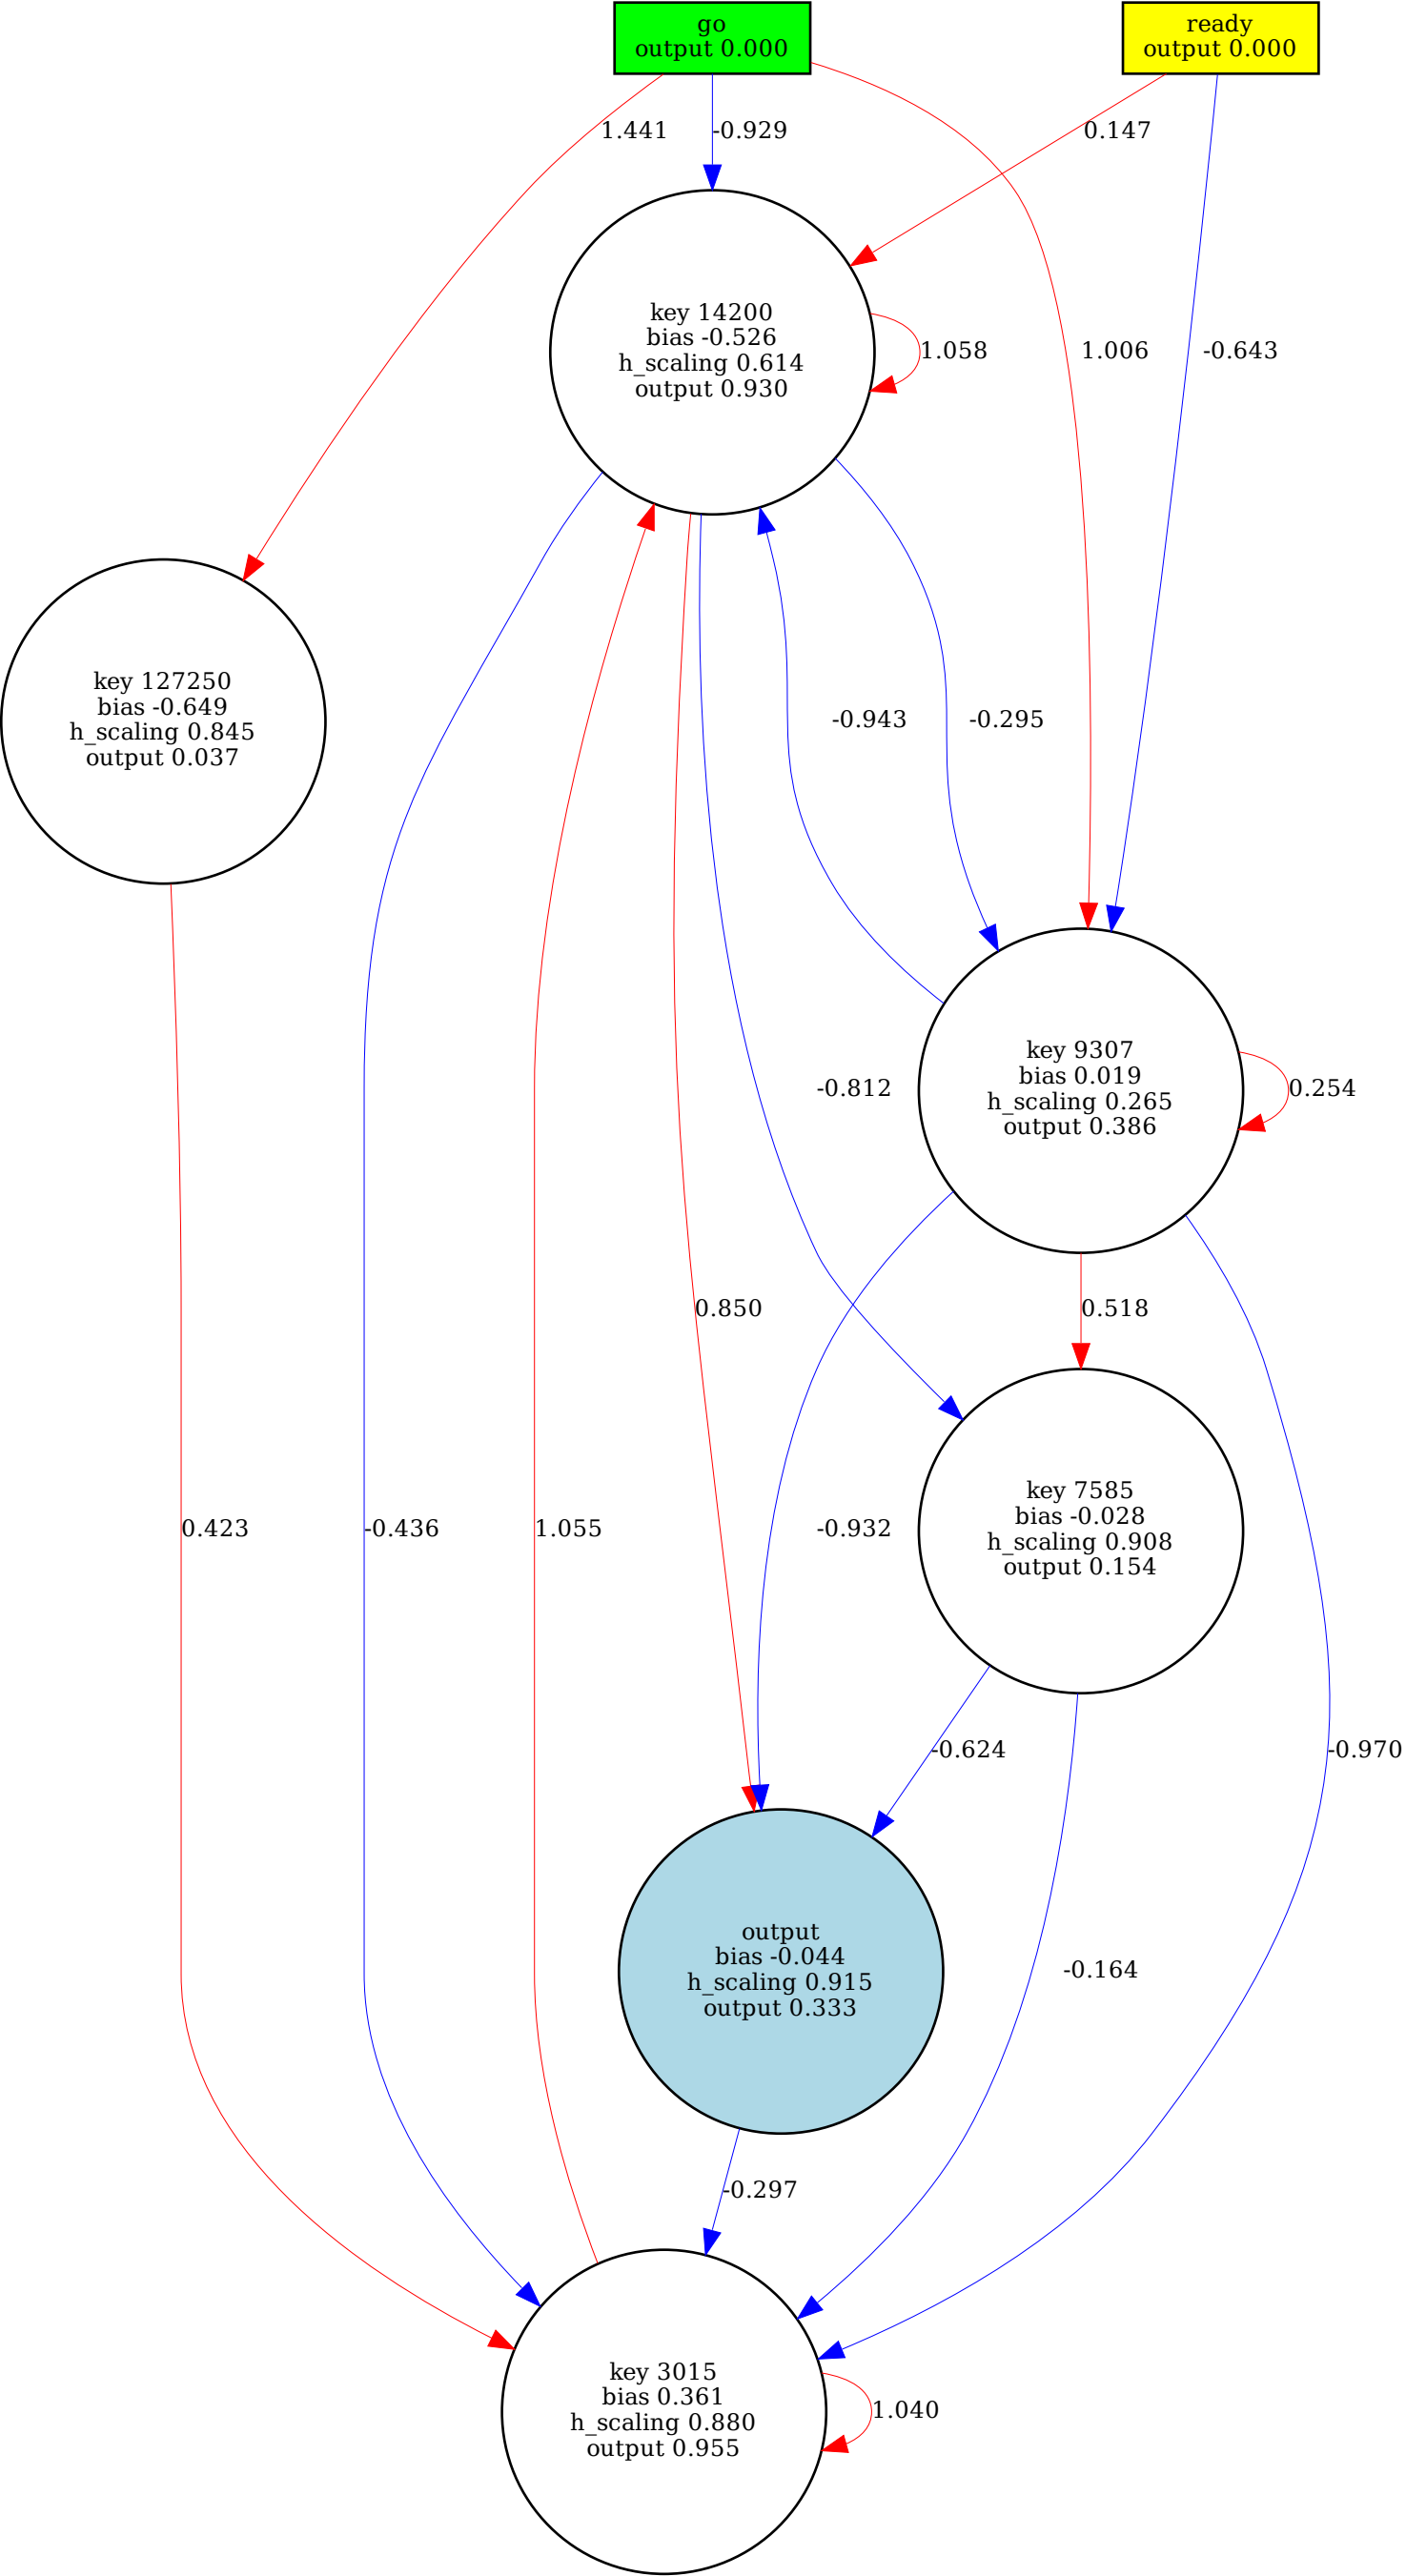 go
output 0.000
ready
output 0.000
1.441
-0.929
0.147
key 14200
bias -0.526
h_scaling 0.614
output 0.930
1.058
1.006
-0.643
key 127250
bias -0.649
h_scaling 0.845
output 0.037
-0.943
-0.295
key 9307
bias 0.019
h_scaling 0.265
output 0.386
-0.812
0.254
0.850
0.518
key 7585
bias -0.028
h_scaling 0.908
output 0.154
0.423
-0.436
1.055
-0.932
-0.624
-0.970
output
bias -0.044
h_scaling 0.915
output 0.333
-0.164
-0.297
key 3015
bias 0.361
h_scaling 0.880
output 0.955
1.040